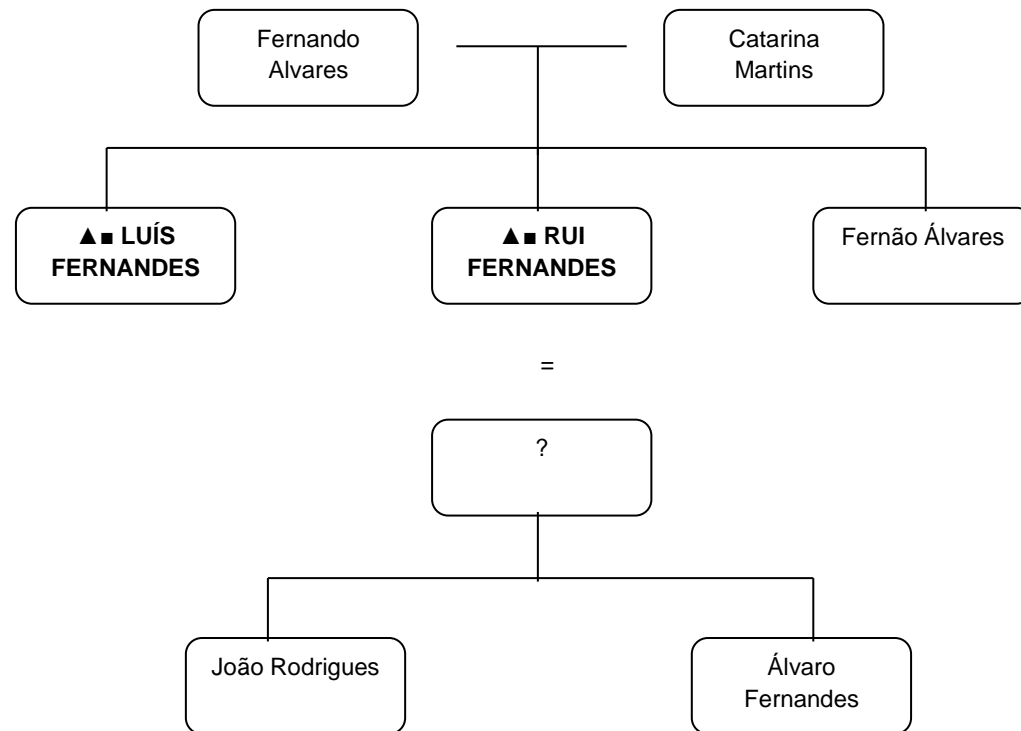 Fernando
Alvares
Catarina
Martins
▲■ LUÍS
FERNANDES
▲■ RUI
FERNANDES
Fernão Álvares
=
?
João Rodrigues
Álvaro
Fernandes